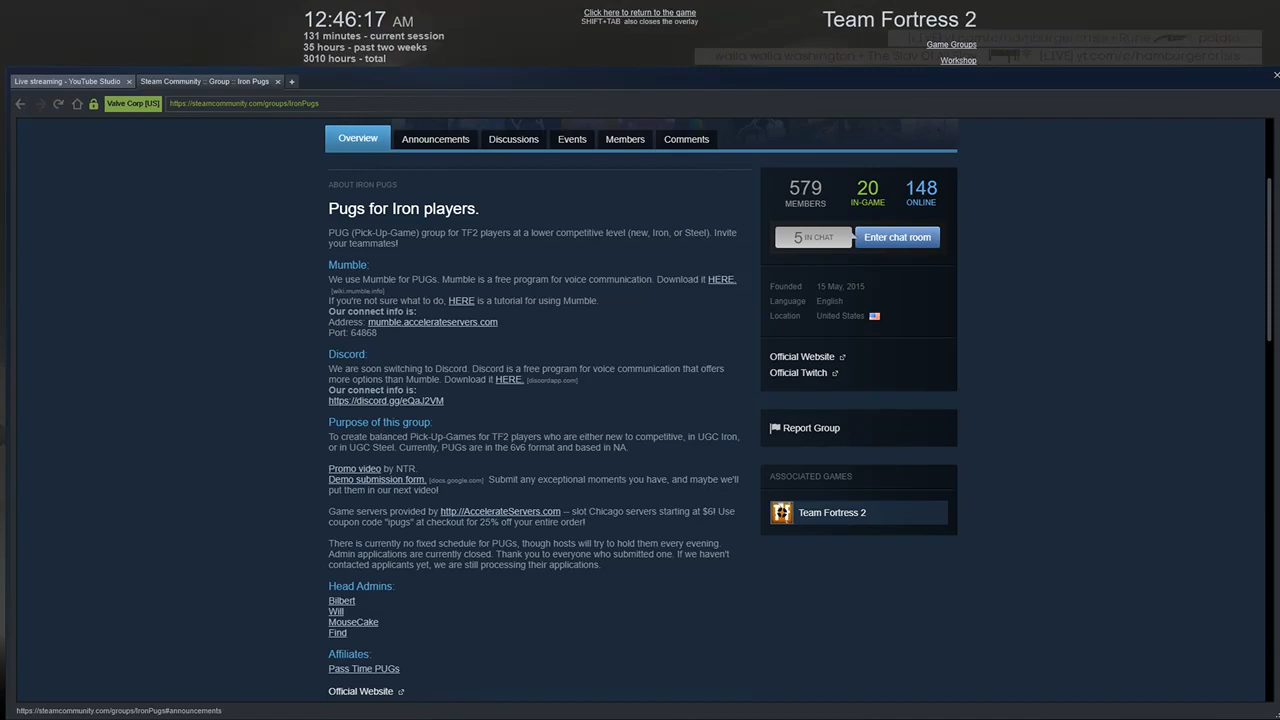 12:46:17 AM
131 minutes - current session
35 hours - past two weeks
3010 hours - total
Click here to return to the game
SHIFT+TAB also closes the overlay
Team Fortress 2
Game Groups
Workshop
Live streaming - YouTube Studio
Steam Community :: Group :: Iron Pugs
Valve Corp [US]
https://steamcommunity.com/groups/IronPugs
Overview
Announcements
Discussions
Events
Members
Comments
ABOUT IRON PUGS
Pugs for Iron players.
PUG (Pick-Up-Game) group for TF2 players at a lower competitive level (new, Iron, or Steel). Invite
your teammates!
Mumble:
We use Mumble for PUGs. Mumble is a free program for voice communication. Download it HERE.
[wiki.mumble.info]
If you're not sure what to do, HERE is a tutorial for using Mumble.
Our connect info is:
Address: mumble.accelerateservers.com
Port: 64868
Discord:
We are soon switching to Discord. Discord is a free program for voice communication that offers
more options than Mumble. Download it HERE. [discordapp.com]
Our connect info is:
https://discord.gg/eQaJ2VM
Purpose of this group:
To create balanced Pick-Up-Games for TF2 players who are either new to competitive, in UGC Iron,
or in UGC Steel. Currently, PUGs are in the 6v6 format and based in NA.
Promo video by NTR.
Demo submission form. [docs.google.com] Submit any exceptional moments you have, and maybe we'll
put them in our next video!
Game servers provided by http://AccelerateServers.com -- slot Chicago servers starting at $6! Use
coupon code "ipugs" at checkout for 25% off your entire order!
There is currently no fixed schedule for PUGs, though hosts will try to hold them every evening.
Admin applications are currently closed. Thank you to everyone who submitted one. If we haven't
contacted applicants yet, we are still processing their applications.
Head Admins:
Bilbert
Will
MouseCake
Find
Affiliates:
Pass Time PUGs
Official Website
579 MEMBERS
20 IN-GAME
148 ONLINE
5 IN CHAT
Enter chat room
Founded 15 May, 2015
Language English
Location United States
Official Website
Official Twitch
Report Group
ASSOCIATED GAMES
Team Fortress 2
https://steamcommunity.com/groups/IronPugs#announcements